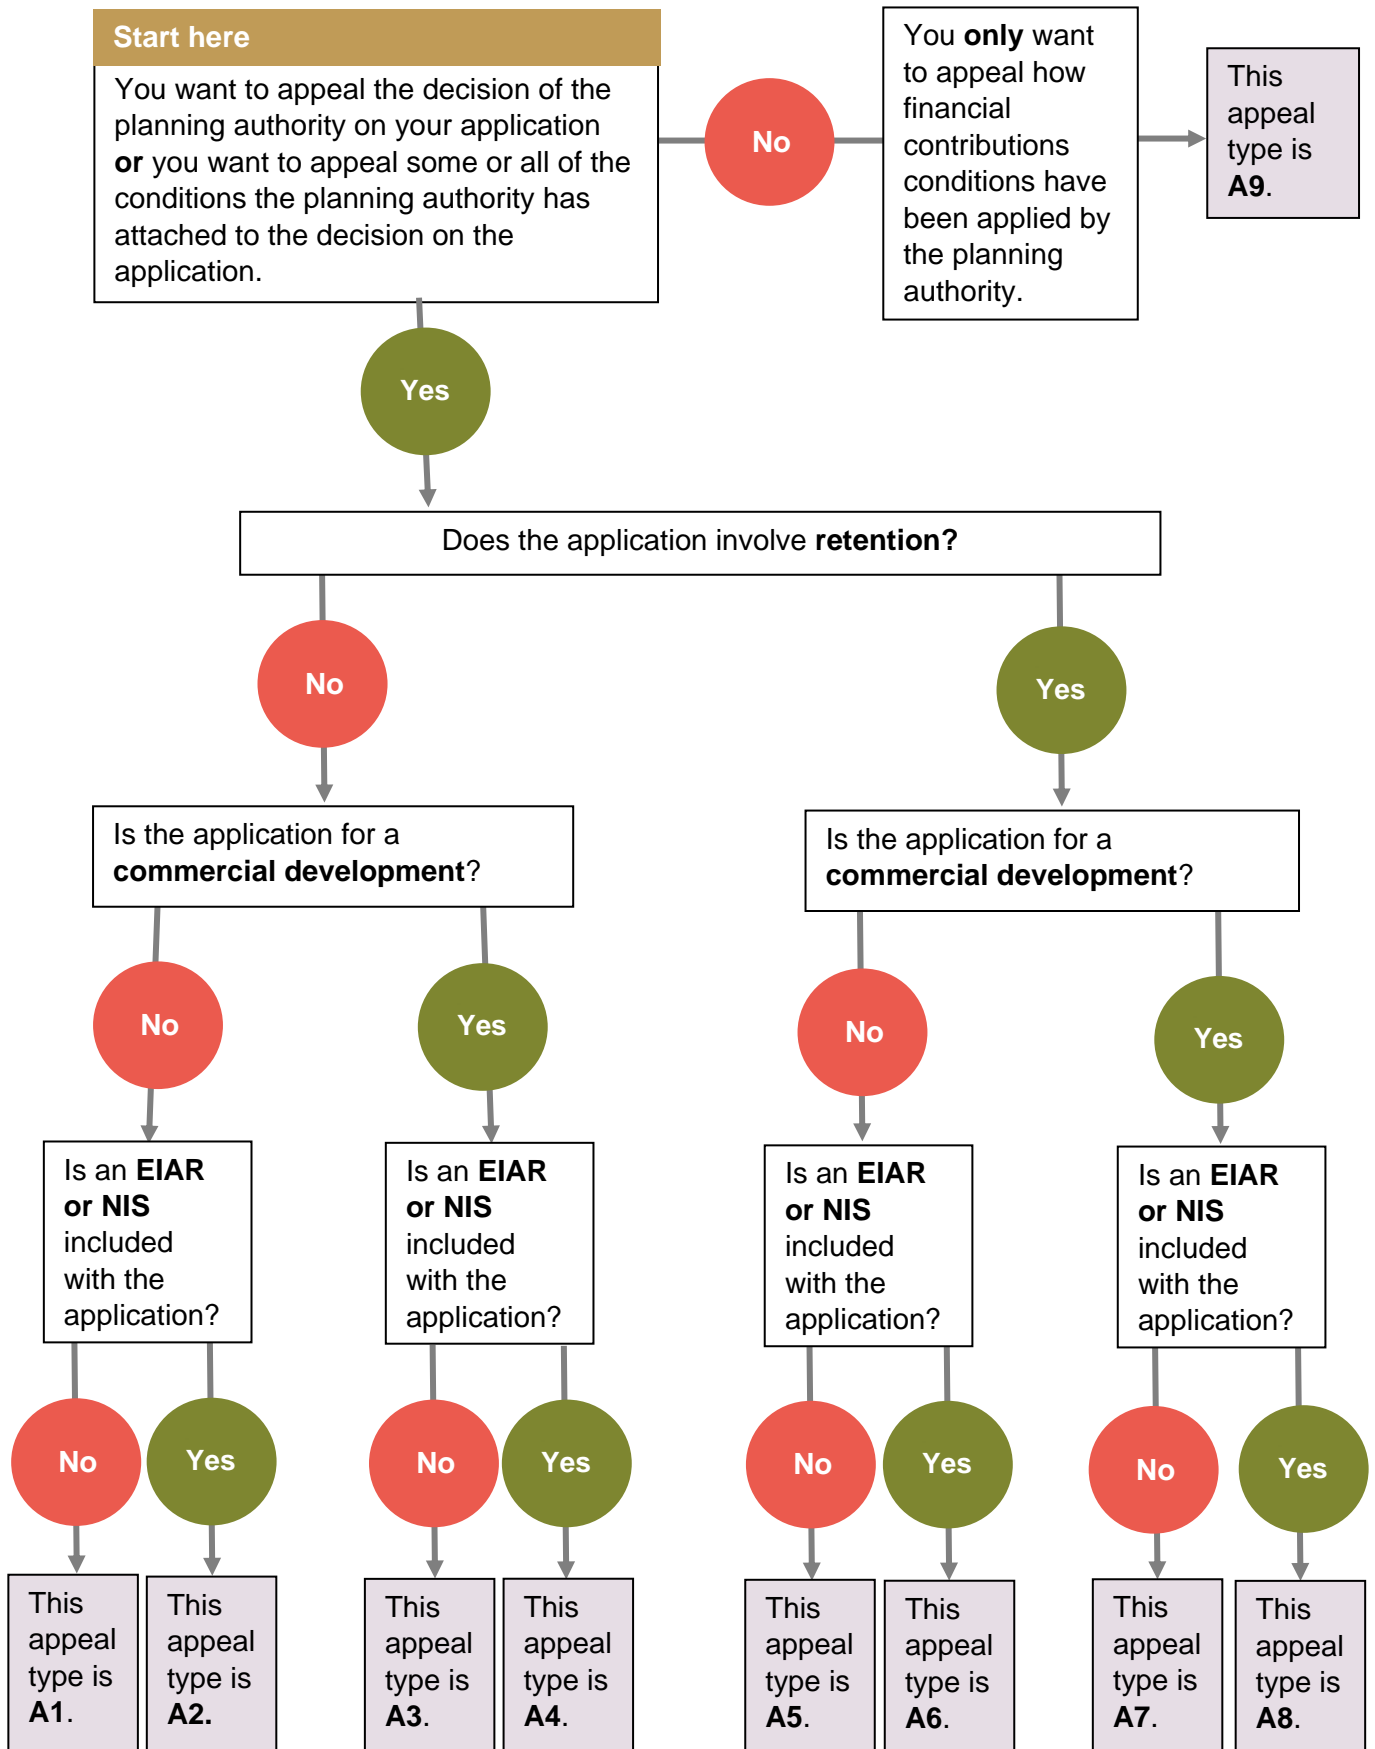 Start here
You want to appeal the decision of the
planning authority on your application
or you want to appeal some or all of the
conditions the planning authority has
attached to the decision on the
application.
No
You only want
to appeal how
financial
contributions
conditions have
been applied by
the planning
authority.
This
appeal
type is
A9.
Yes
Does the application involve retention?
No
Yes
Is the application for a
commercial development?
Is the application for a
commercial development?
No
Yes
No
Yes
Is an EIAR
or NIS
included
with the
application?
Is an EIAR
or NIS
included
with the
application?
Is an EIAR
or NIS
included
with the
application?
Is an EIAR
or NIS
included
with the
application?
No
Yes
No
Yes
No
Yes
No
Yes
This
appeal
type is
A1.
This
appeal
type is
A2.
This
appeal
type is
A3.
This
appeal
type is
A4.
This
appeal
type is
A5.
This
appeal
type is
A6.
This
appeal
type is
A7.
This
appeal
type is
A8.